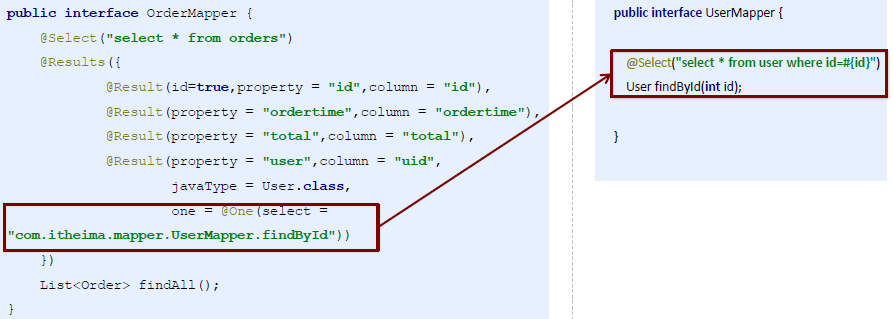 public interface OrderMapper {
@Select("select * from orders")
@Results({
@Result(id=true,property = "id",column = "id"),
@Result(property = "ordertime",column = "ordertime"),
@Result(property = "total",column = "total"),
@Result(property = "user",column = "uid",
javaType = User.class,
one = @One(select =
"com.itheima.mapper.UserMapper.findById"))
})
List<Order> findAll();
}
public interface UserMapper {
@Select("select * from user where id=#{id}")
User findById(int id);
}